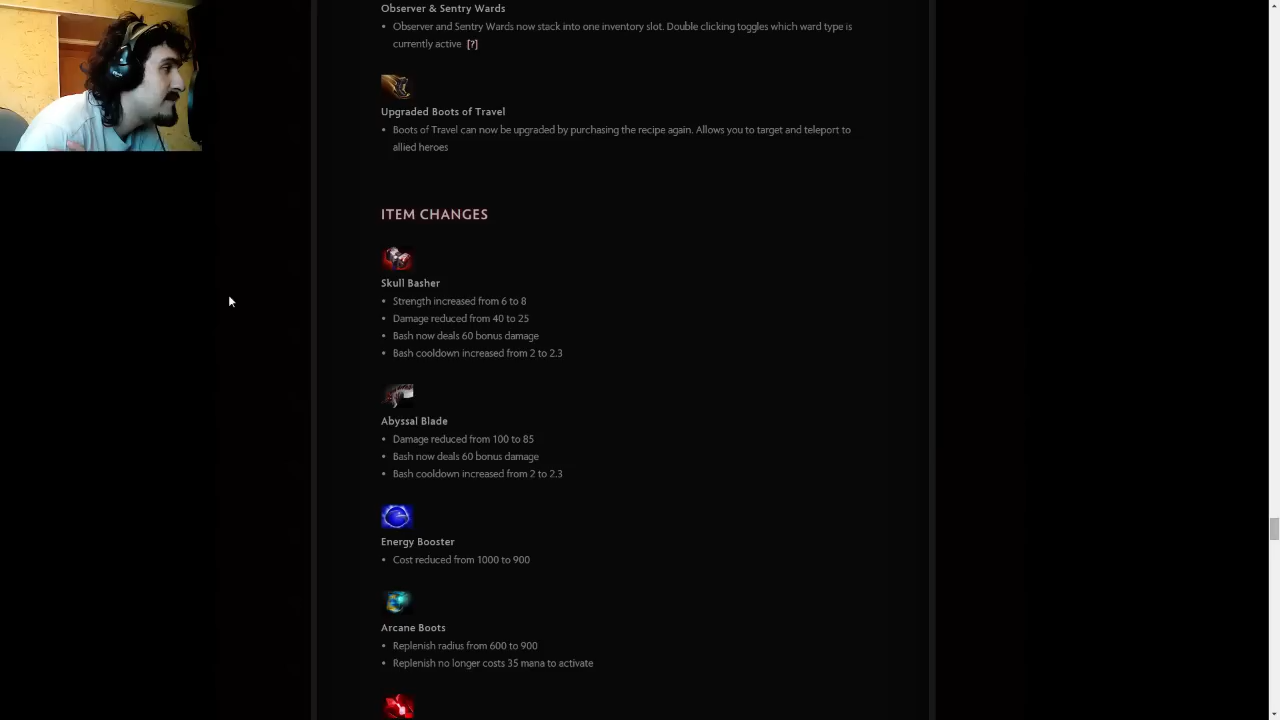 Observer & Sentry Wards
• Observer and Sentry Wards now stack into one inventory slot. Double clicking toggles which ward type is
currently active [?]
Upgraded Boots of Travel
• Boots of Travel can now be upgraded by purchasing the recipe again. Allows you to target and teleport to
allied heroes
ITEM CHANGES
Skull Basher
• Strength increased from 6 to 8
• Damage reduced from 40 to 25
• Bash now deals 60 bonus damage
• Bash cooldown increased from 2 to 2.3
Abyssal Blade
• Damage reduced from 100 to 85
• Bash now deals 60 bonus damage
• Bash cooldown increased from 2 to 2.3
Energy Booster
• Cost reduced from 1000 to 900
Arcane Boots
• Replenish radius from 600 to 900
• Replenish no longer costs 35 mana to activate